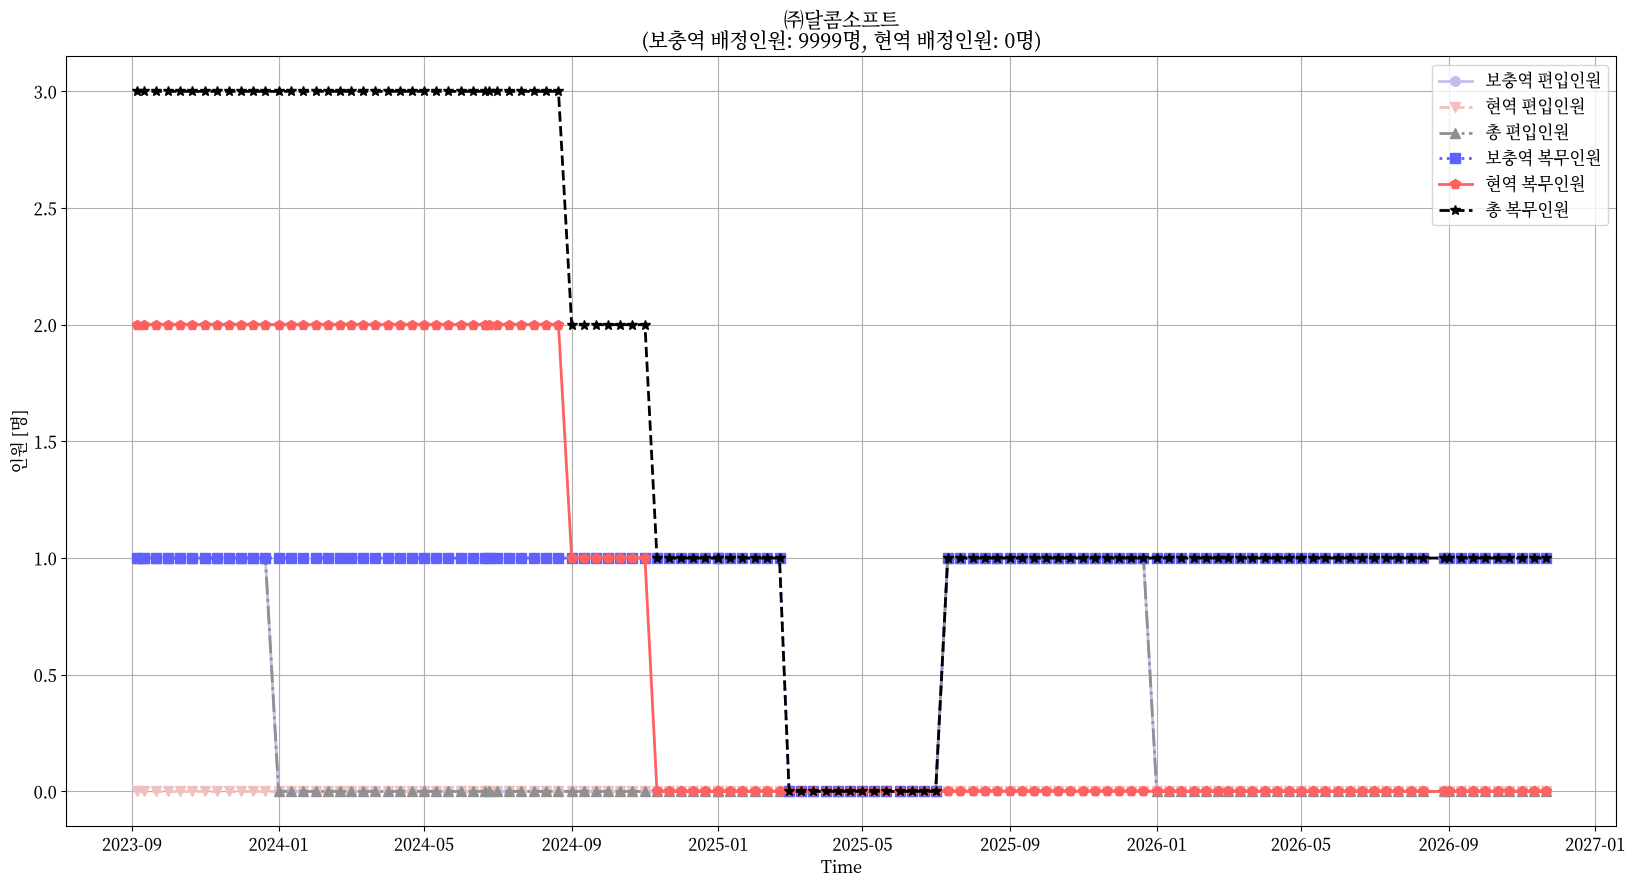 ㈜달콤소프트
(보충역 배정인원: 9999명, 현역 배정인원: 0명)
보충역 편입인원
현역 편입인원
총 편입인원
보충역 복무인원
현역 복무인원
총 복무인원
3.0
2.5
2.0
1.5
1.0
0.5
0.0
인원 [명]
2023-09 2024-01 2024-05 2024-09 2025-01 2025-05 2025-09 2026-01 2026-05 2026-09 2027-01
Time